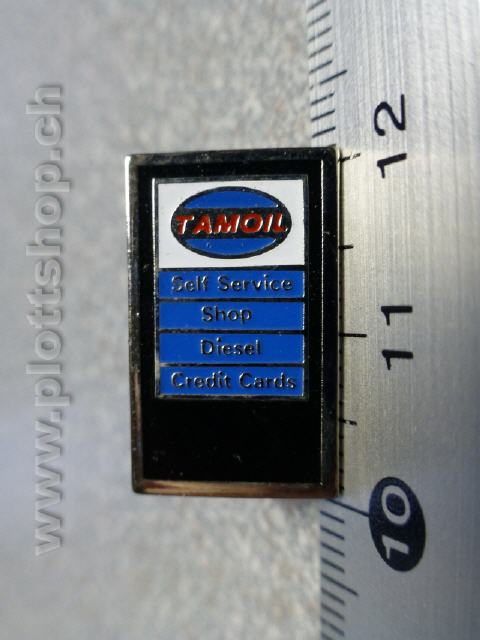 www.plottshop.ch
TAMOIL
Self Service
Shop
Diesel
Credit Cards
12
11
10